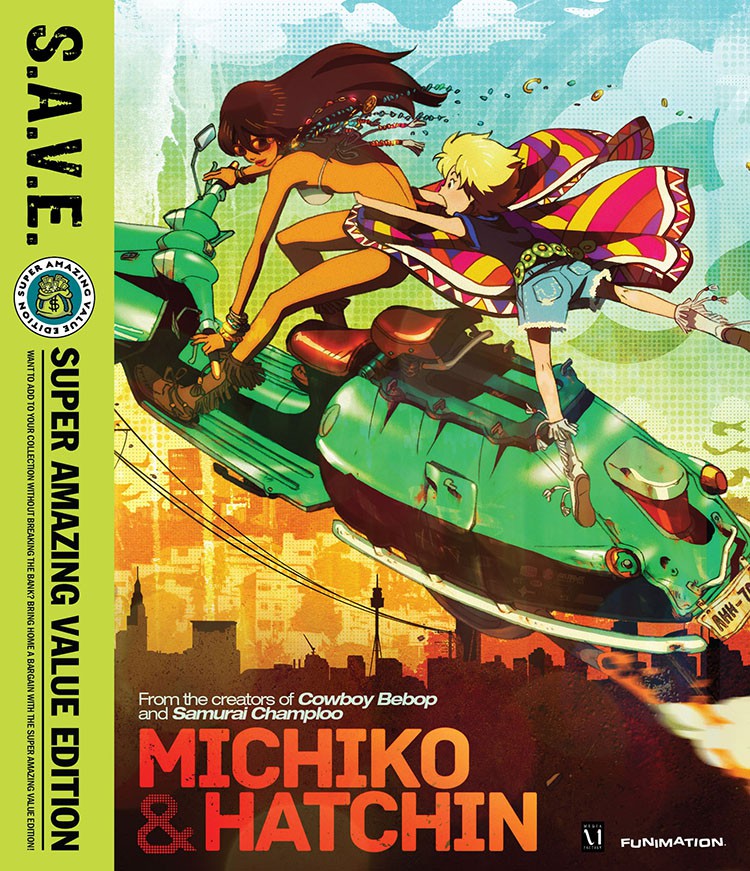 S.A.V.E.
SUPER AMAZING VALUE EDITION
SUPER AMAZING VALUE EDITION
WANT TO ADD TO YOUR COLLECTION WITHOUT BREAKING THE BANK? BRING HOME A BARGAIN WITH THE SUPER AMAZING VALUE EDITION!
From the creators of Cowboy Bebop
and Samurai Champloo
MICHIKO
& HATCHIN
MEDIA
FACTORY
FUNIMATION